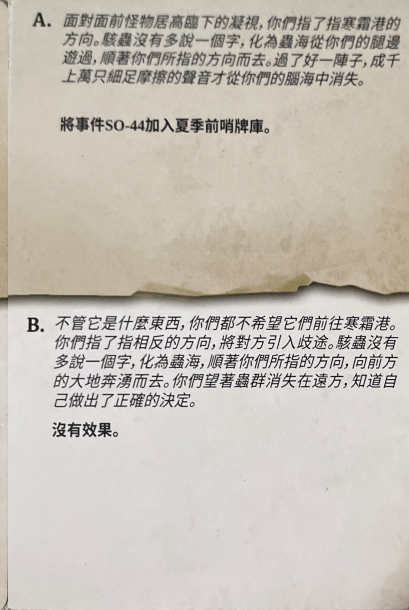 A. 面對面前怪物居高臨下的凝視，你們指了指寒霜港的
方向。駭蟲沒有多說一個字，化為蟲海從你們的腿邊
遊過，順著你們所指的方向而去。過了好一陣子，成千
上萬只細足摩擦的聲音才從你們的腦海中消失。
將事件SO-44加入夏季前哨牌庫。
B. 不管它是什麼東西，你們都不希望它們前往寒霜港。
你們指了指相反的方向，將對方引入歧途。駭蟲沒有
多說一個字，化為蟲海，順著你們所指的方向，向前方
的大地奔湧而去。你們望著蟲群消失在遠方，知道自
己做出了正確的決定。
沒有效果。